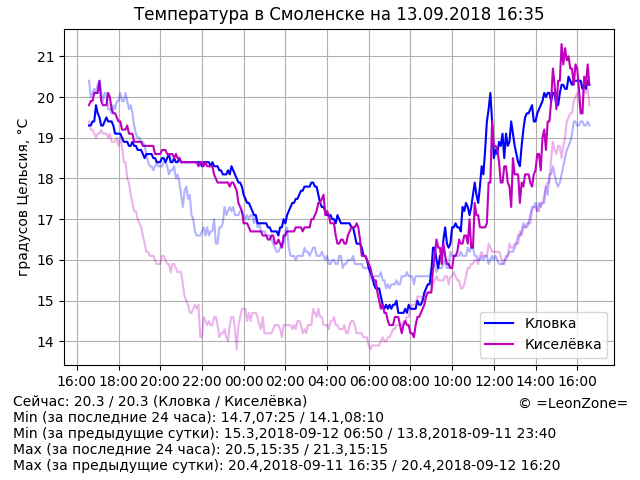 Температура в Смоленске на 13.09.2018 16:35
градусов Цельсия, °C
21
20
19
18
17
16
15
14
Кловка
Киселёвка
16:00 18:00 20:00 22:00 00:00 02:00 04:00 06:00 08:00 10:00 12:00 14:00 16:00
Сейчас: 20.3 / 20.3 (Кловка / Киселёвка)
© =LeonZone=
Min (за последние 24 часа): 14.7,07:25 / 14.1,08:10
Min (за предыдущие сутки): 15.3,2018-09-12 06:50 / 13.8,2018-09-11 23:40
Max (за последние 24 часа): 20.5,15:35 / 21.3,15:15
Max (за предыдущие сутки): 20.4,2018-09-11 16:35 / 20.4,2018-09-12 16:20